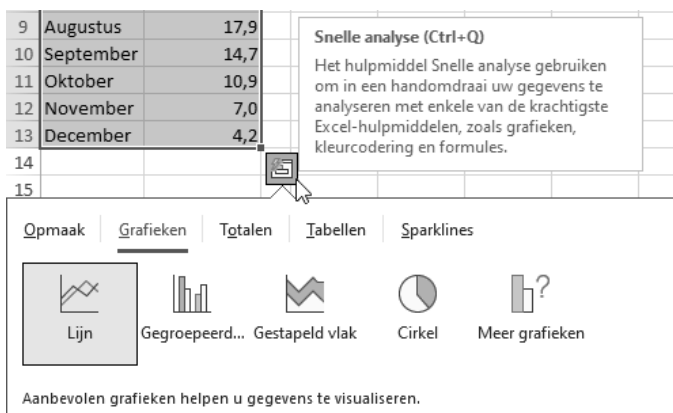 9 Augustus 17,9
10 September 14,7
11 Oktober 10,9
12 November 7,0
13 December 4,2
14
15
Snelle analyse (Ctrl+Q)
Het hulpmiddel Snelle analyse gebruiken
om in een handomdraai uw gegevens te
analyseren met enkele van de krachtigste
Excel-hulpmiddelen, zoals grafieken,
kleurcodering en formules.
Opmaak Grafieken Totalen Tabellen Sparklines
Lijn Gegroepeerd... Gestapeld vlak Cirkel Meer grafieken
Aanbevolen grafieken helpen u gegevens te visualiseren.